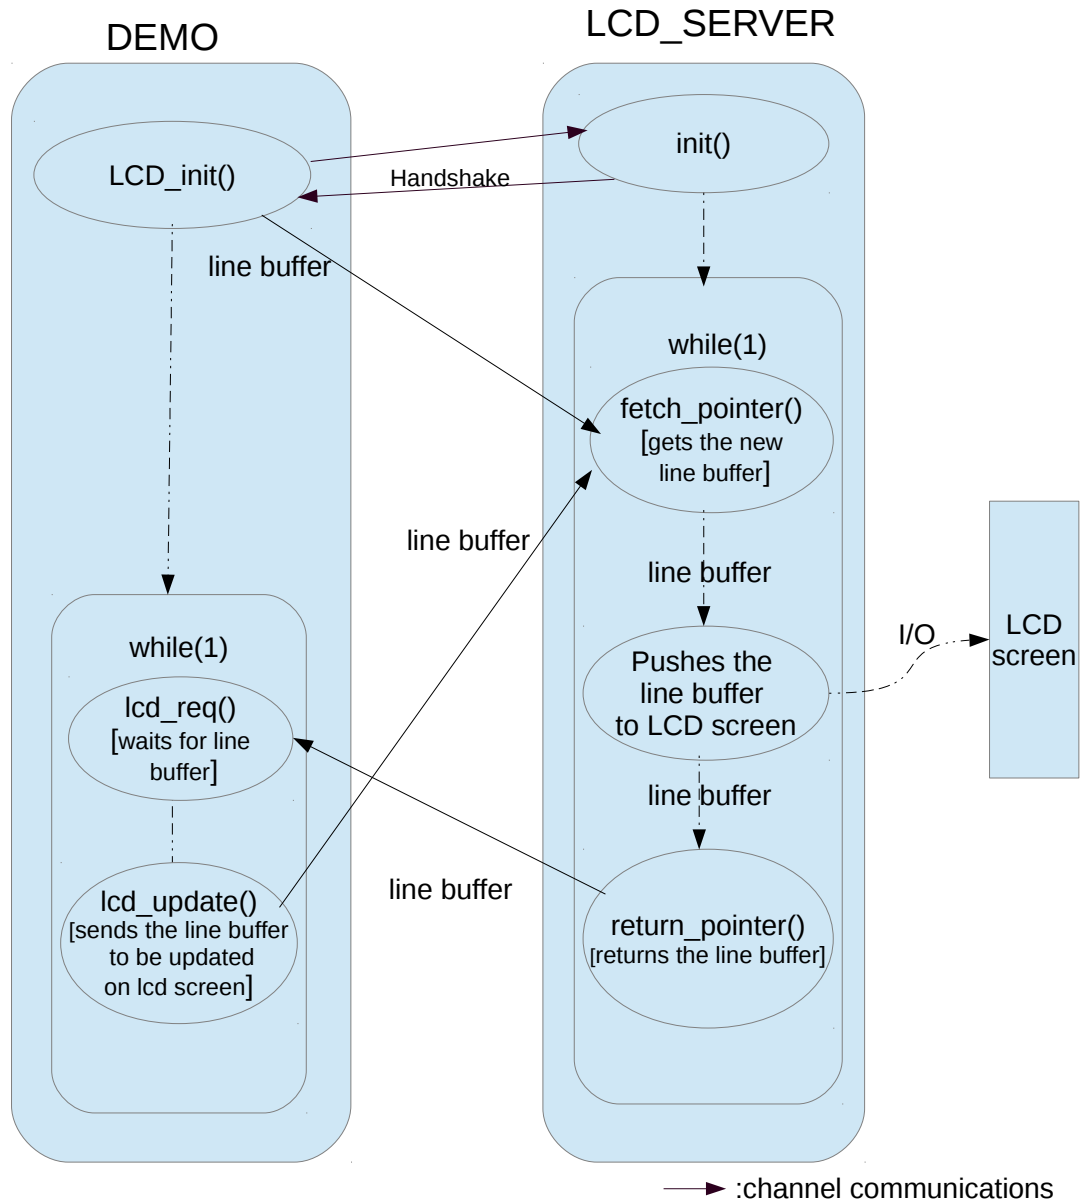 DEMO
LCD_SERVER
LCD_init()
init()
Handshake
line buffer
while(1)
fetch_pointer()
[gets the new
line buffer]
line buffer
line buffer
I/O
LCD
screen
while(1)
Pushes the
line buffer
to LCD screen
lcd_req()
[waits for line
buffer]
line buffer
line buffer
lcd_update()
[sends the line buffer
to be updated
on lcd screen]
return_pointer()
[returns the line buffer]
:channel communications